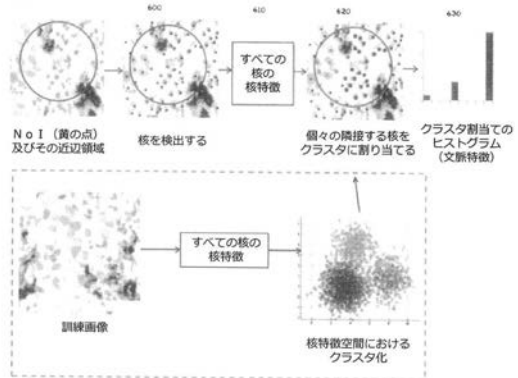 600
610
620
630
すべての
核の
核特徴
ＮｏＩ（黄の点）
及びその近辺領域
核を検出する
個々の隣接する核を
クラスタに割り当てる
クラスタ割当ての
ヒストグラム
（文脈特徴）
すべての核の
核特徴
訓練画像
核特徴空間における
クラスタ化